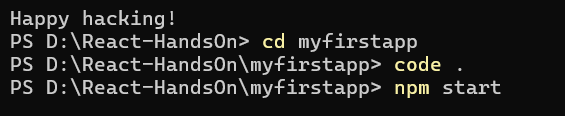 Happy hacking!
PS D:\React-HandsOn> cd myfirstapp
PS D:\React-HandsOn\myfirstapp> code .
PS D:\React-HandsOn\myfirstapp> npm start